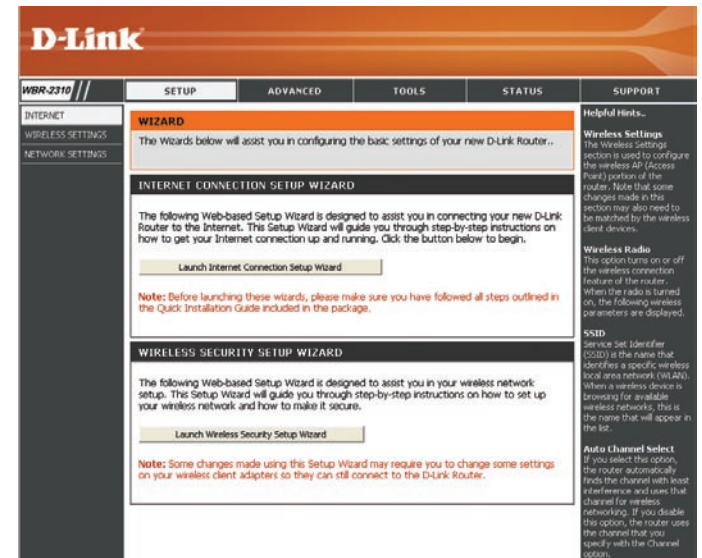 D-Link
WBR-2310
SETUP
ADVANCED
TOOLS
STATUS
SUPPORT
INTERNET
WIRELESS SETTINGS
NETWORK SETTINGS
WIZARD
The Wizards below will assist you in configuring the basic settings of your new D-Link Router..
INTERNET CONNECTION SETUP WIZARD
The following Web-based Setup Wizard is designed to assist you in connecting your new D-Link
Router to the Internet. This Setup Wizard will guide you through step-by-step instructions on
how to get your Internet connection up and running. Click the button below to begin.
Launch Internet Connection Setup Wizard
Note: Before launching these wizards, please make sure you have followed all steps outlined in
the Quick Installation Guide included in the package.
WIRELESS SECURITY SETUP WIZARD
The following Web-based Setup Wizard is designed to assist you in your wireless network
setup. This Setup Wizard will guide you through step-by-step instructions on how to set up
your wireless network and how to make it secure.
Launch Wireless Security Setup Wizard
Note: Some changes made using this Setup Wizard may require you to change some settings
on your wireless client adapters so they can still connect to the D-Link Router.
Helpful Hints..
Wireless Settings
The Wireless Settings
section is used to configure
the wireless AP (Access
Point) portion of the
router. Note that some
changes made in this
section may also need to
be matched by the wireless
client devices.
Wireless Radio
This option turns on or off
the wireless connection
feature of the router.
When the radio is turned
on, the following wireless
parameters are displayed.
SSID
Service Set Identifier
(SSID) is the name that
identifies a specific wireless
local area network (WLAN).
When a wireless device is
browsing for available
wireless networks, this is
the name that will appear in
the list.
Auto Channel Select
If you select this option,
the router automatically
finds the channel with least
interference and uses that
channel for wireless
networking. If you disable
this option, the router uses
the channel that you
specify with the Channel
option.